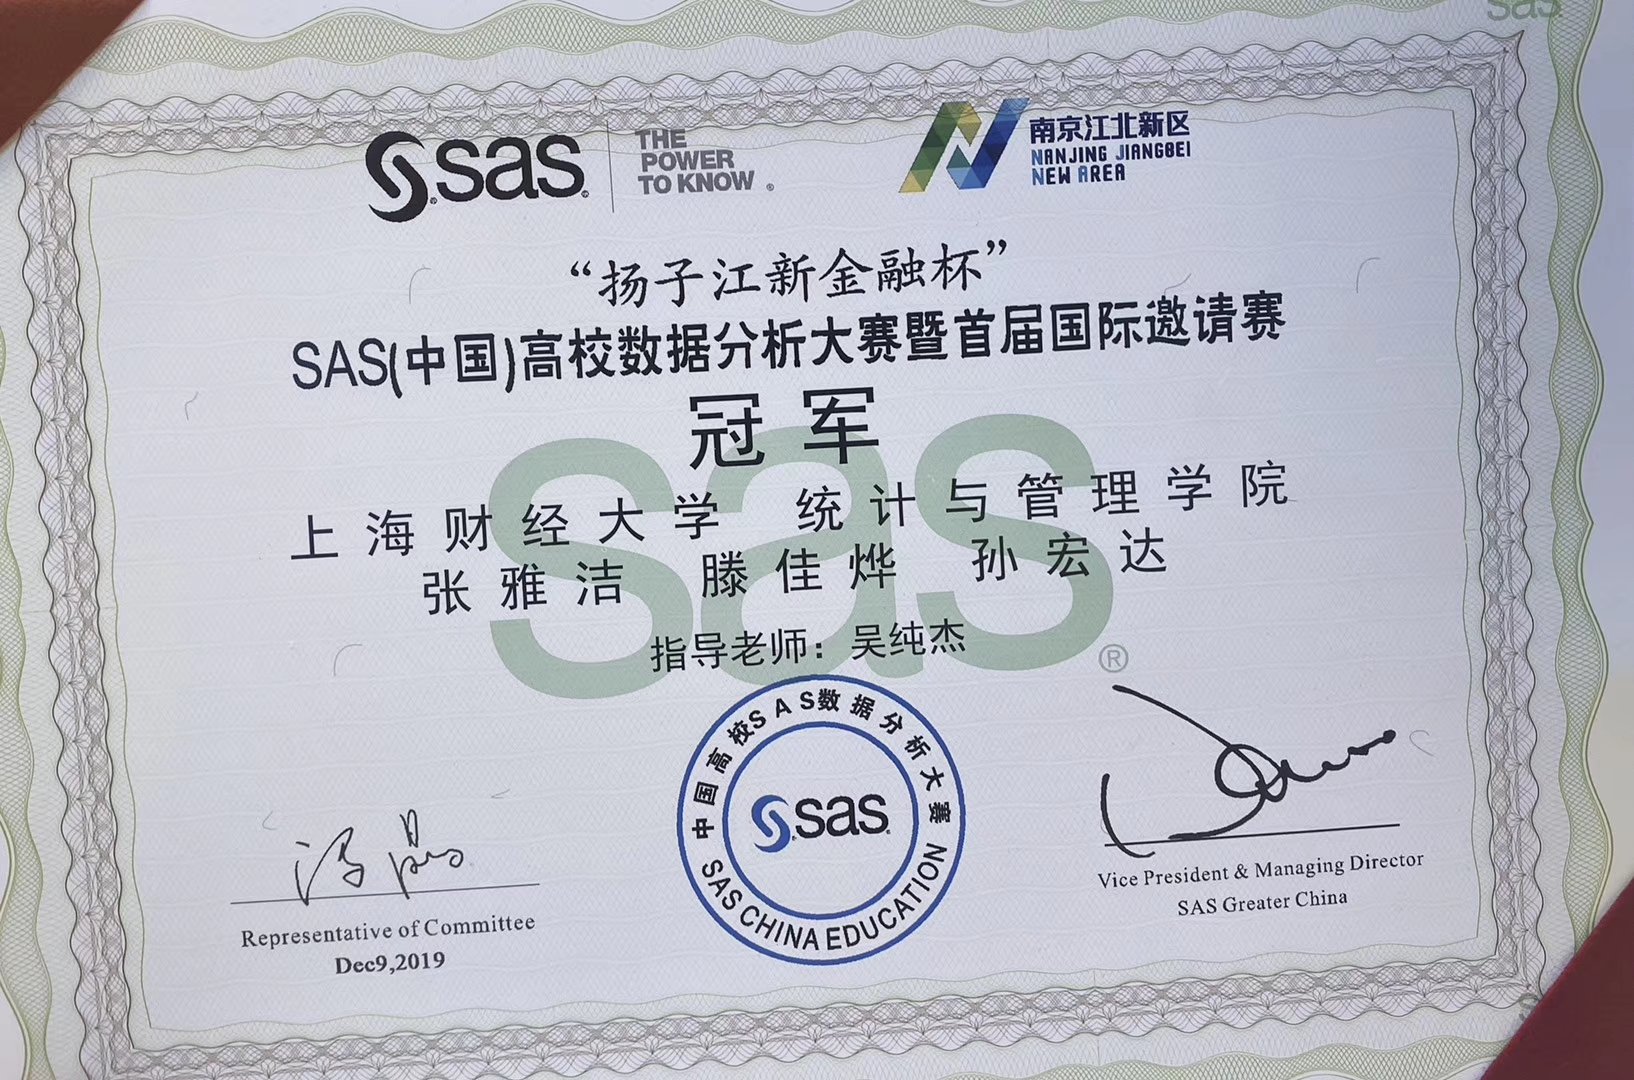 sas
sas
THE
POWER
TO KNOW
南京江北新区
NANJING JIANGBEI
NEW AREA
“扬子江新金融杯”
SAS(中国)高校数据分析大赛暨首届国际邀请赛
冠军
上海财经大学 统计与管理学院
张雅洁 滕佳烨 孙宏达
指导老师：吴纯杰
sas®
中国高校SAS数据分析大赛
sas
SAS CHINA EDUCATION
Representative of Committee
Dec9,2019
Vice President & Managing Director
SAS Greater China